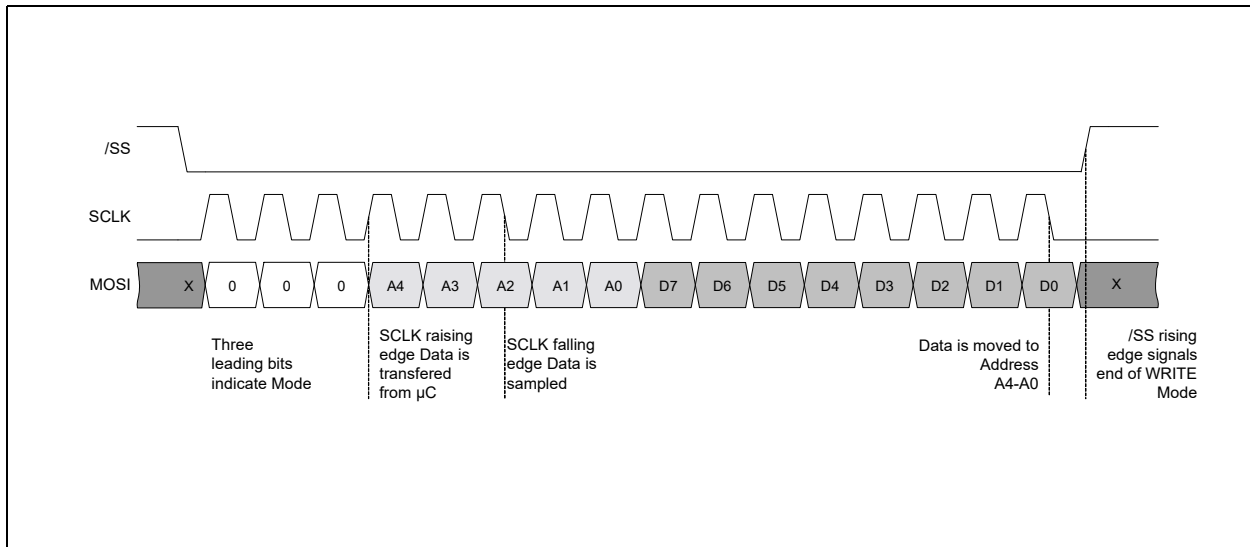 /SS
SCLK
MOSI
X 0 0 0 A4 A3 A2 A1 A0 D7 D6 D5 D4 D3 D2 D1 D0 X
Three
leading bits
indicate Mode
SCLK raising
edge Data is
transfered
from µC
SCLK falling
edge Data is
sampled
Data is moved to
Address
A4-A0
/SS rising
edge signals
end of WRITE
Mode